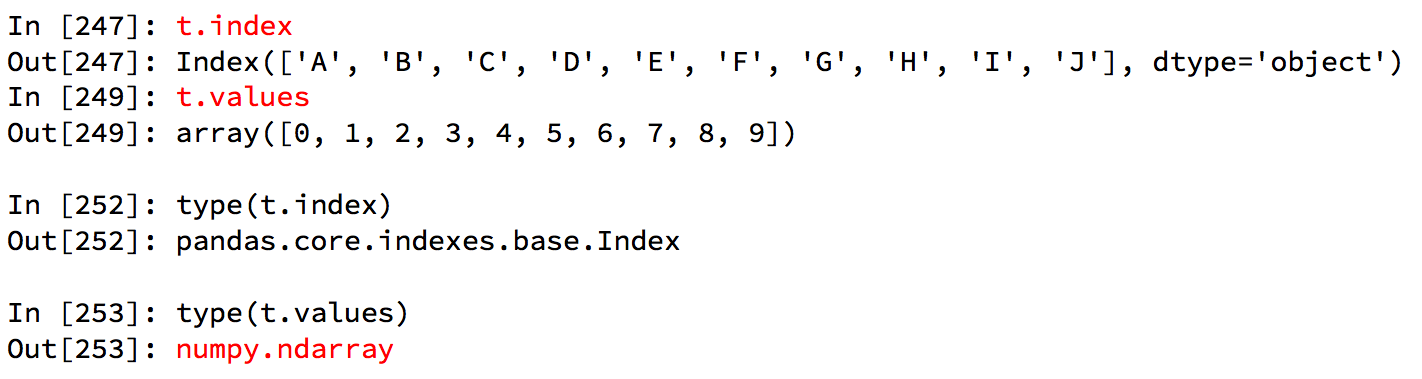 In [247]: t.index
Out[247]: Index(['A', 'B', 'C', 'D', 'E', 'F', 'G', 'H', 'I', 'J'], dtype='object')
In [249]: t.values
Out[249]: array([0, 1, 2, 3, 4, 5, 6, 7, 8, 9])
In [252]: type(t.index)
Out[252]: pandas.core.indexes.base.Index
In [253]: type(t.values)
Out[253]: numpy.ndarray